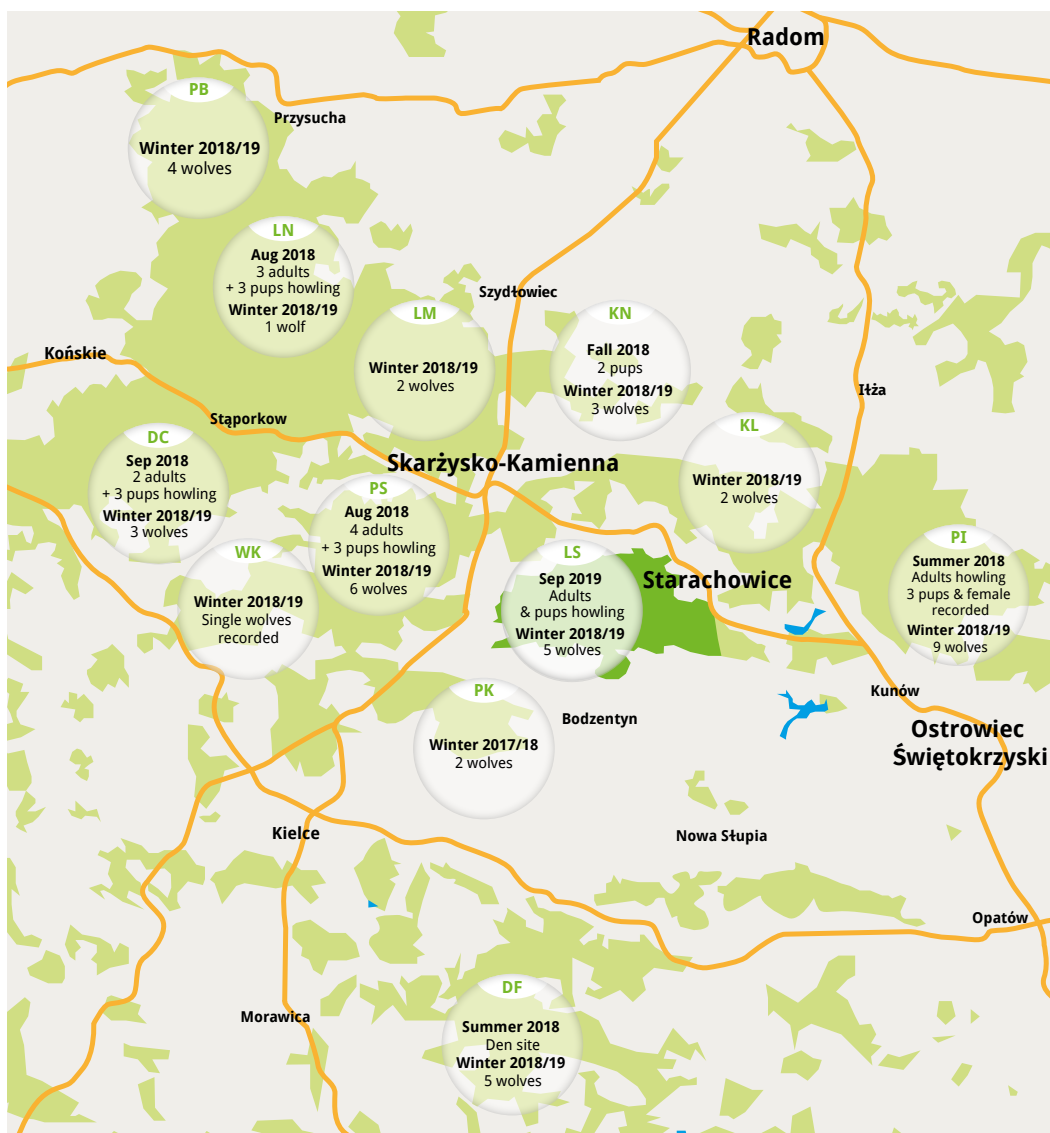 Radom
PB
Przysucha
Winter 2018/19
4 wolves
LN
Aug 2018
3 adults
+ 3 pups howling
Winter 2018/19
1 wolf
Szydłowiec
LM
Winter 2018/19
2 wolves
KN
Fall 2018
2 pups
Winter 2018/19
3 wolves
Końskie
Iłża
Stąporkow
KL
Winter 2018/19
2 wolves
DC
Sep 2018
2 adults
+ 3 pups howling
Winter 2018/19
3 wolves
Skarżysko-Kamienna
PS
Aug 2018
4 adults
+ 3 pups howling
Winter 2018/19
6 wolves
WK
Winter 2018/19
Single wolves
recorded
LS
Sep 2019
Adults
& pups howling
Winter 2018/19
5 wolves
Starachowice
PI
Summer 2018
Adults howling
3 pups & female
recorded
Winter 2018/19
9 wolves
PK
Winter 2017/18
2 wolves
Bodzentyn
Kunów
Ostrowiec
Świętokrzyski
Kielce
Nowa Słupia
Opatów
DF
Summer 2018
Den site
Winter 2018/19
5 wolves
Morawica